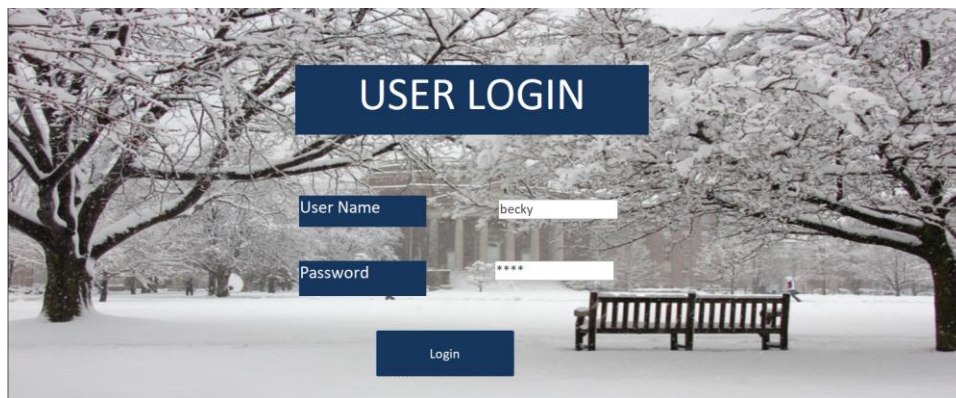 USER LOGIN
User Name
becky
Password
****
Login